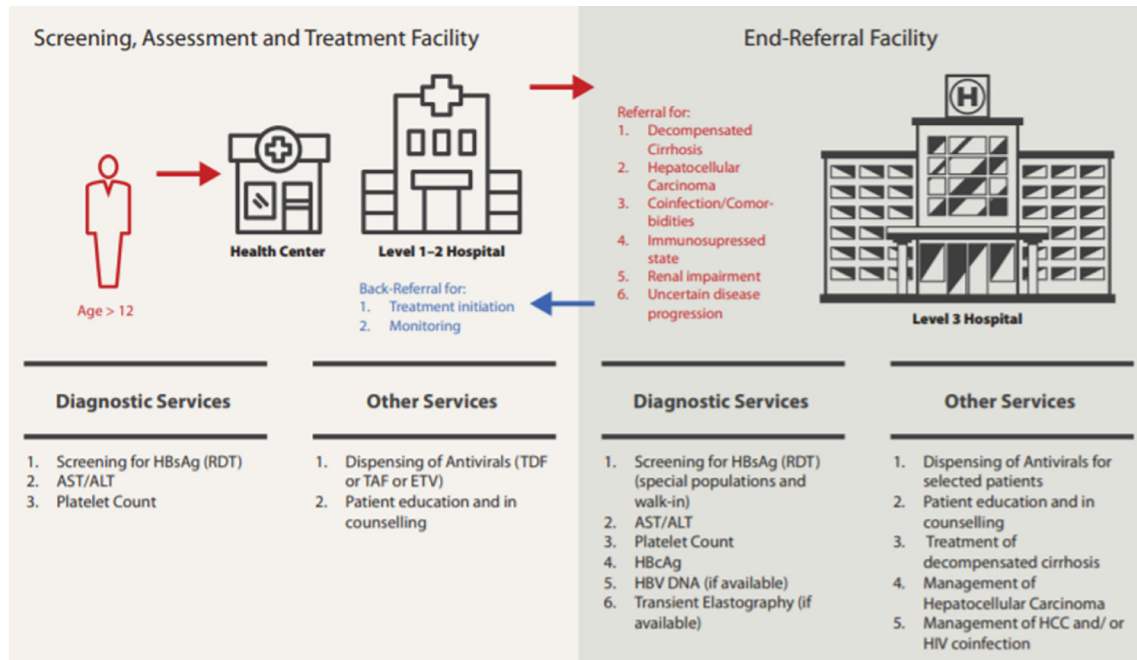 Screening, Assessment and Treatment Facility
Health Center
Level 1–2 Hospital
Age > 12
Back-Referral for:
1. Treatment initiation
2. Monitoring
Diagnostic Services
1. Screening for HBsAg (RDT)
2. AST/ALT
3. Platelet Count
Other Services
1. Dispensing of Antivirals (TDF
or TAF or ETV)
2. Patient education and in
counselling
End-Referral Facility
Referral for:
1. Decompensated
Cirrhosis
2. Hepatocellular
Carcinoma
3. Coinfection/Comor-
bidities
4. Immunosupressed
state
5. Renal impairment
6. Uncertain disease
progression
H
Level 3 Hospital
Diagnostic Services
1. Screening for HBsAg (RDT)
(special populations and
walk-in)
2. AST/ALT
3. Platelet Count
4. HBcAg
5. HBV DNA (if available)
6. Transient Elastography (if
available)
Other Services
1. Dispensing of Antivirals for
selected patients
2. Patient education and in
counselling
3. Treatment of
decompensated cirrhosis
4. Management of
Hepatocellular Carcinoma
5. Management of HCC and/ or
HIV coinfection